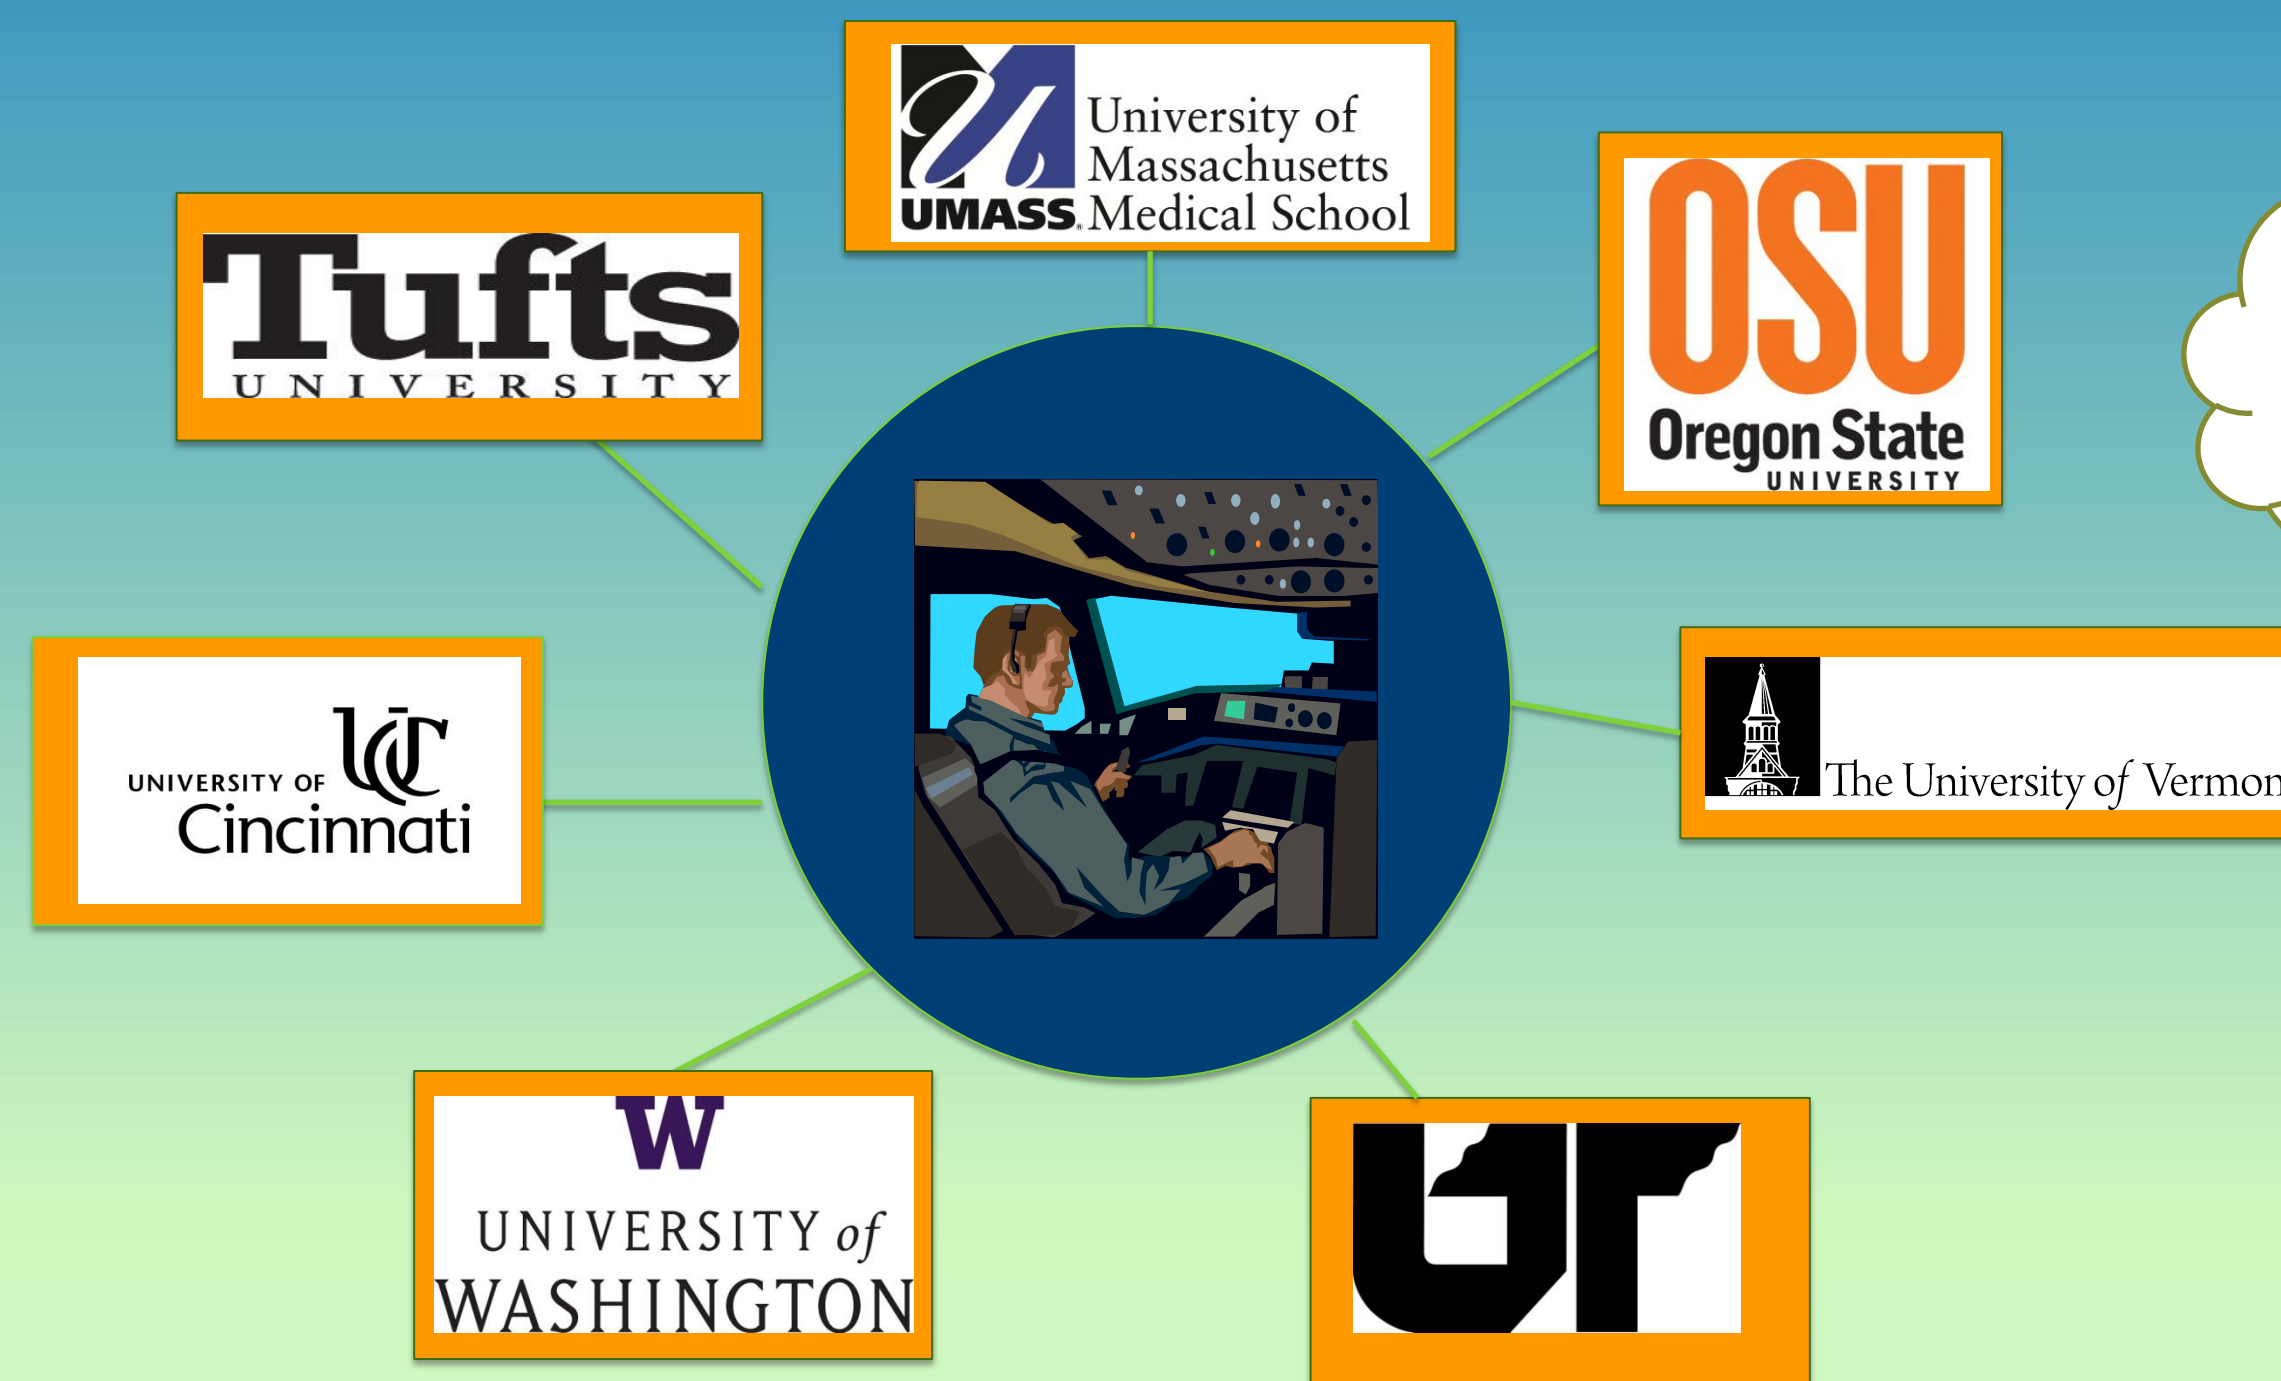 University of
Massachusetts
UMASS® Medical School
Tufts
UNIVERSITY
OSU
Oregon State
UNIVERSITY
UC
UNIVERSITY OF
Cincinnati
The University of Vermon
W
UNIVERSITY of
WASHINGTON
UT